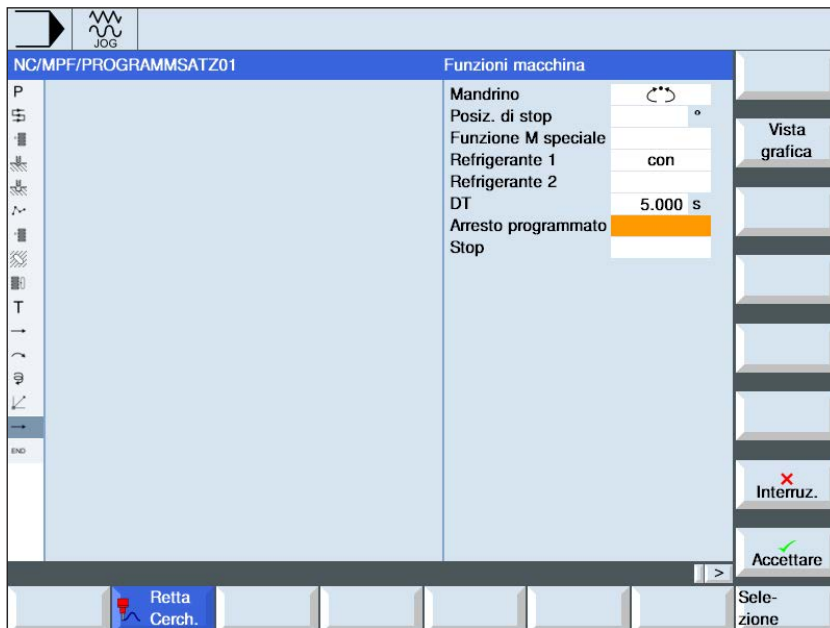 JOG
NC/MPF/PROGRAMMSATZ01
Funzioni macchina
P
Mandrino
Posiz. di stop °
Funzione M speciale
Refrigerante 1 con
Refrigerante 2
DT 5.000 s
Arresto programmato
Stop
T
END
Vista
grafica
Interruz.
Accettare
>
Retta
Cerch.
Sele-
zione